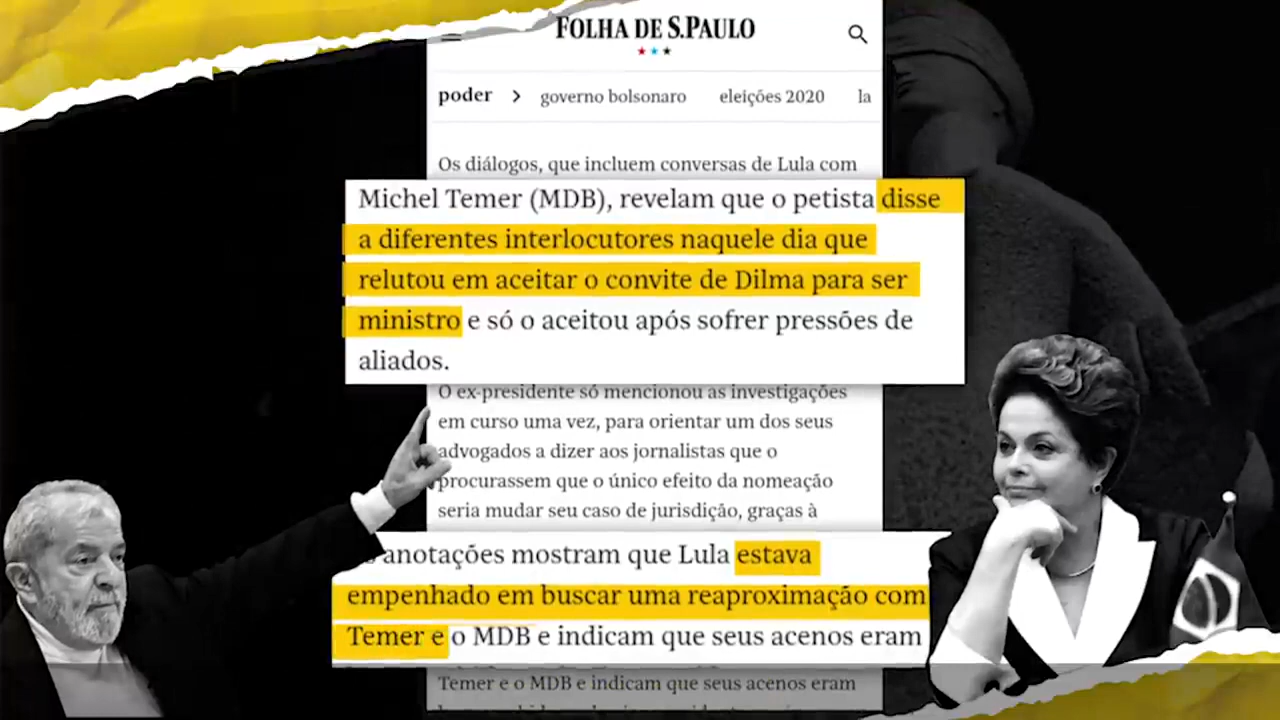 FOLHA DE S.PAULO
poder > governo bolsonaro eleições 2020 la
Os diálogos, que incluem conversas de Lula com
Michel Temer (MDB), revelam que o petista disse
a diferentes interlocutores naquele dia que
relutou em aceitar o convite de Dilma para ser
ministro e só o aceitou após sofrer pressões de
aliados.
O ex-presidente só mencionou as investigações
em curso uma vez, para orientar um dos seus
advogados a dizer aos jornalistas que o
procurassem que o único efeito da nomeação
seria mudar seu caso de jurisdição, graças à
anotações mostram que Lula estava
empenhado em buscar uma reaproximação com
Temer e o MDB e indicam que seus acenos eram
Temer e o MDB e indicam que seus acenos eram